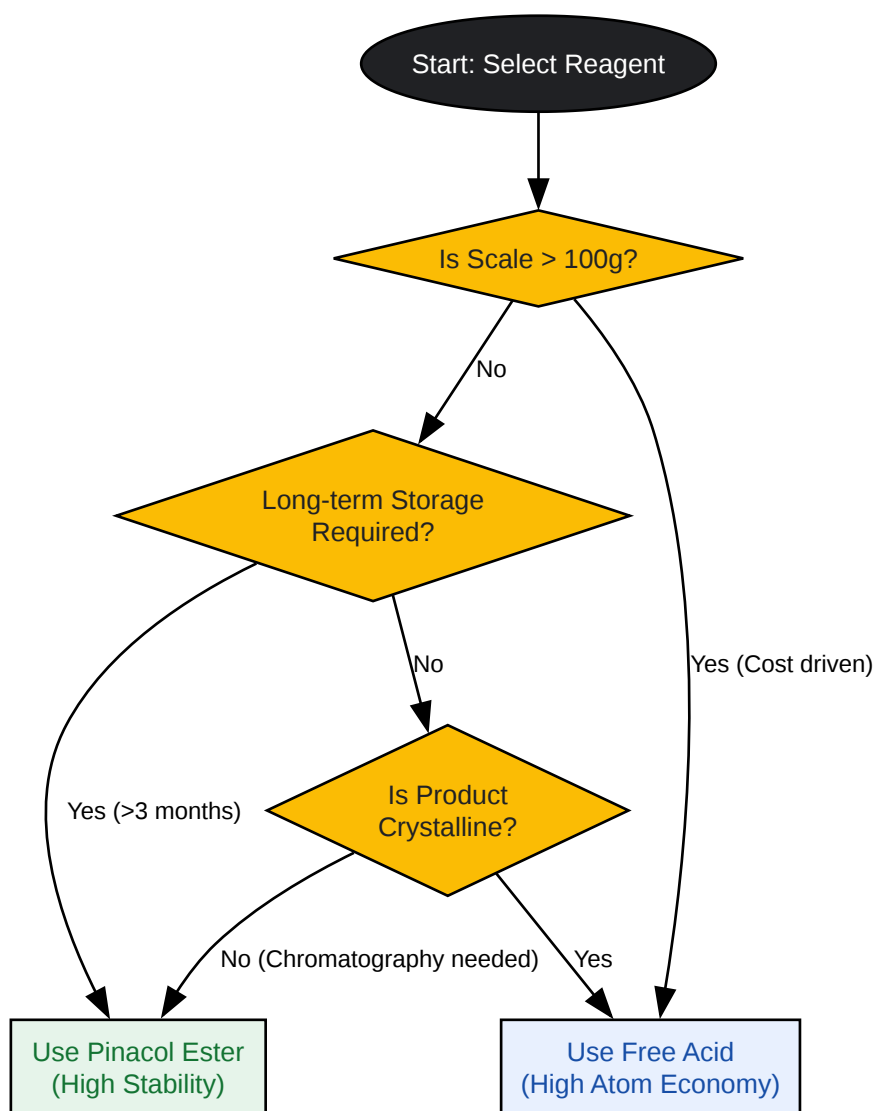 Start: Select Reagent
Is Scale > 100g?
No
Long-term Storage
Required?
No
Yes (Cost driven)
Is Product
Crystalline?
Yes (>3 months)
No (Chromatography needed)
Yes
Use Pinacol Ester
(High Stability)
Use Free Acid
(High Atom Economy)